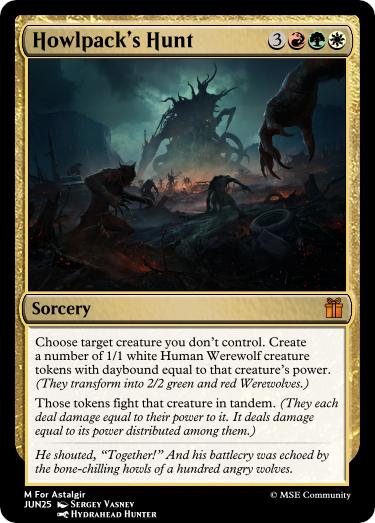 Howlpack's Hunt 3
Sorcery
Choose target creature you don't control. Create
a number of 1/1 white Human Werewolf creature
tokens with daybound equal to that creature's power.
(They transform into 2/2 green and red Werewolves.)
Those tokens fight that creature in tandem. (They each
deal damage equal to their power to it. It deals damage
equal to its power distributed among them.)
He shouted, “Together!” And his battlecry was echoed by
the bone-chilling howls of a hundred angry wolves.
M For Astalgir © MSE Community
JUN25 Sergey Vasnev
Hydrahead Hunter